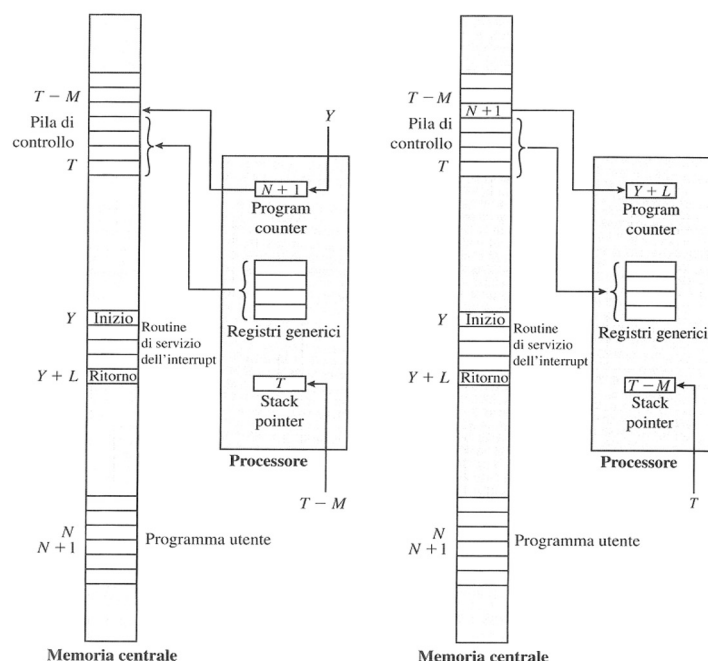 T – M
Pila di
controllo
T
Y
N + 1
Program
counter
Registri generici
Y
Inizio
Routine
di servizio
dell'interrupt
Y + L
Ritorno
T
Stack
pointer
Processore
T – M
N
N + 1
Programma utente
Memoria centrale
T – M
N + 1
Pila di
controllo
T
Y + L
Program
counter
Registri generici
Y
Inizio
Routine
di servizio
dell'interrupt
Y + L
Ritorno
T – M
Stack
pointer
Processore
T
N
N + 1
Programma utente
Memoria centrale